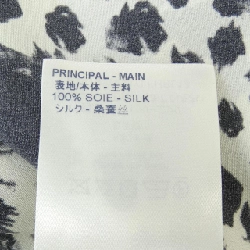 PRINCIPAL - MAIN
表地/本体 - 主料
100% SOIE - SILK
シルク - 桑蚕丝